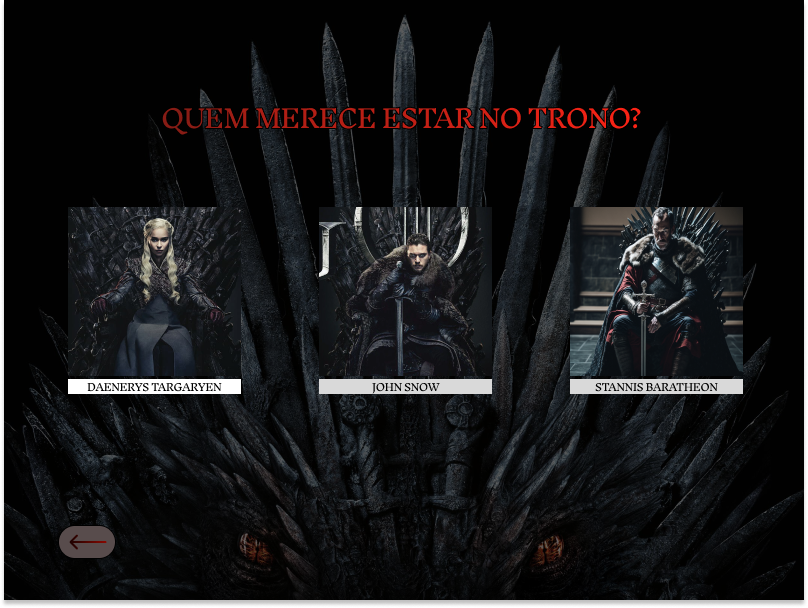 QUEM MERECE ESTAR NO TRONO?
DAENERYS TARGARYEN
JOHN SNOW
STANNIS BARATHEON